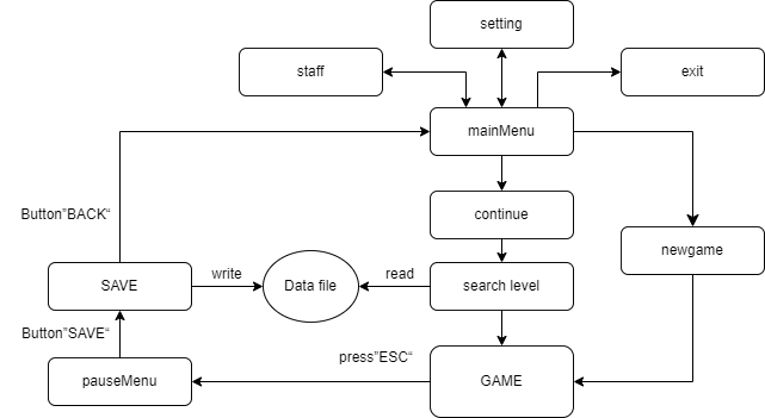 setting
staff
exit
mainMenu
Button"BACK“
continue
newgame
SAVE
write
Data file
read
search level
Button"SAVE“
press"ESC“
pauseMenu
GAME